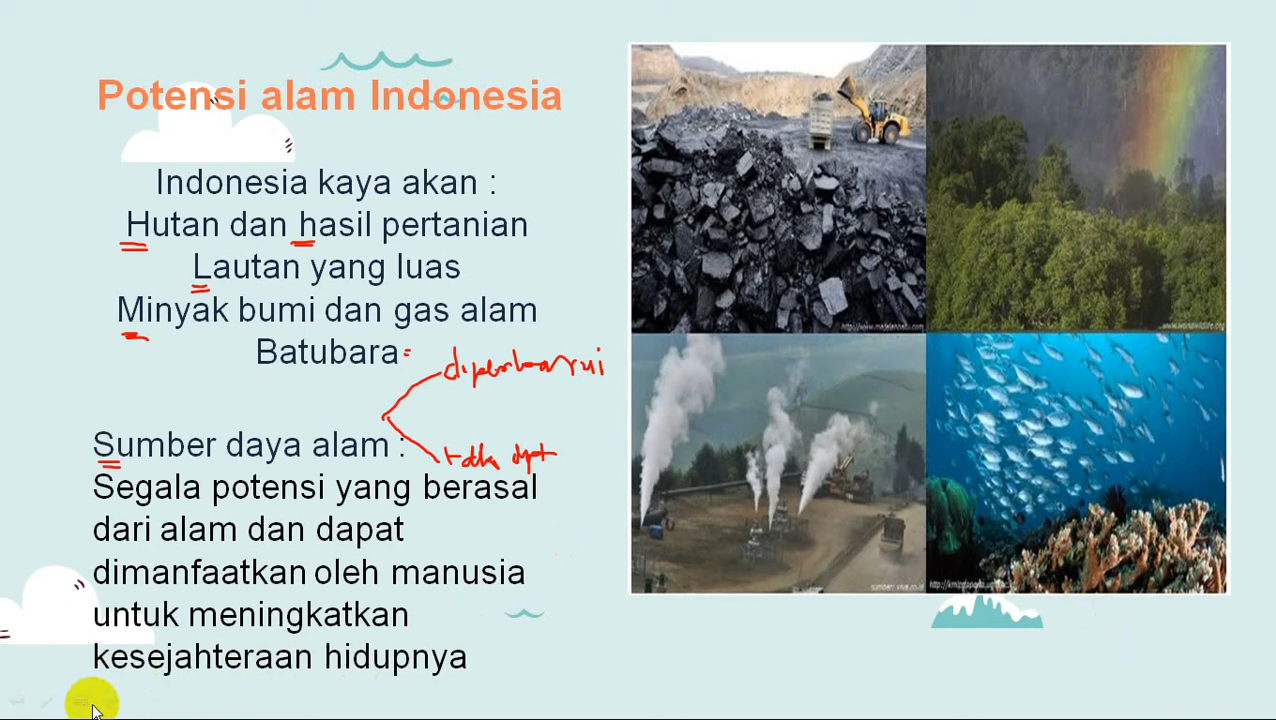 Potensi alam Indonesia
Indonesia kaya akan :
Hutan dan hasil pertanian
Lautan yang luas
Minyak bumi dan gas alam
Batubara
diperbaarui
Sumber daya alam :
Segala potensi yang berasal
dari alam dan dapat
dimanfaatkan oleh manusia
untuk meningkatkan
kesejahteraan hidupnya